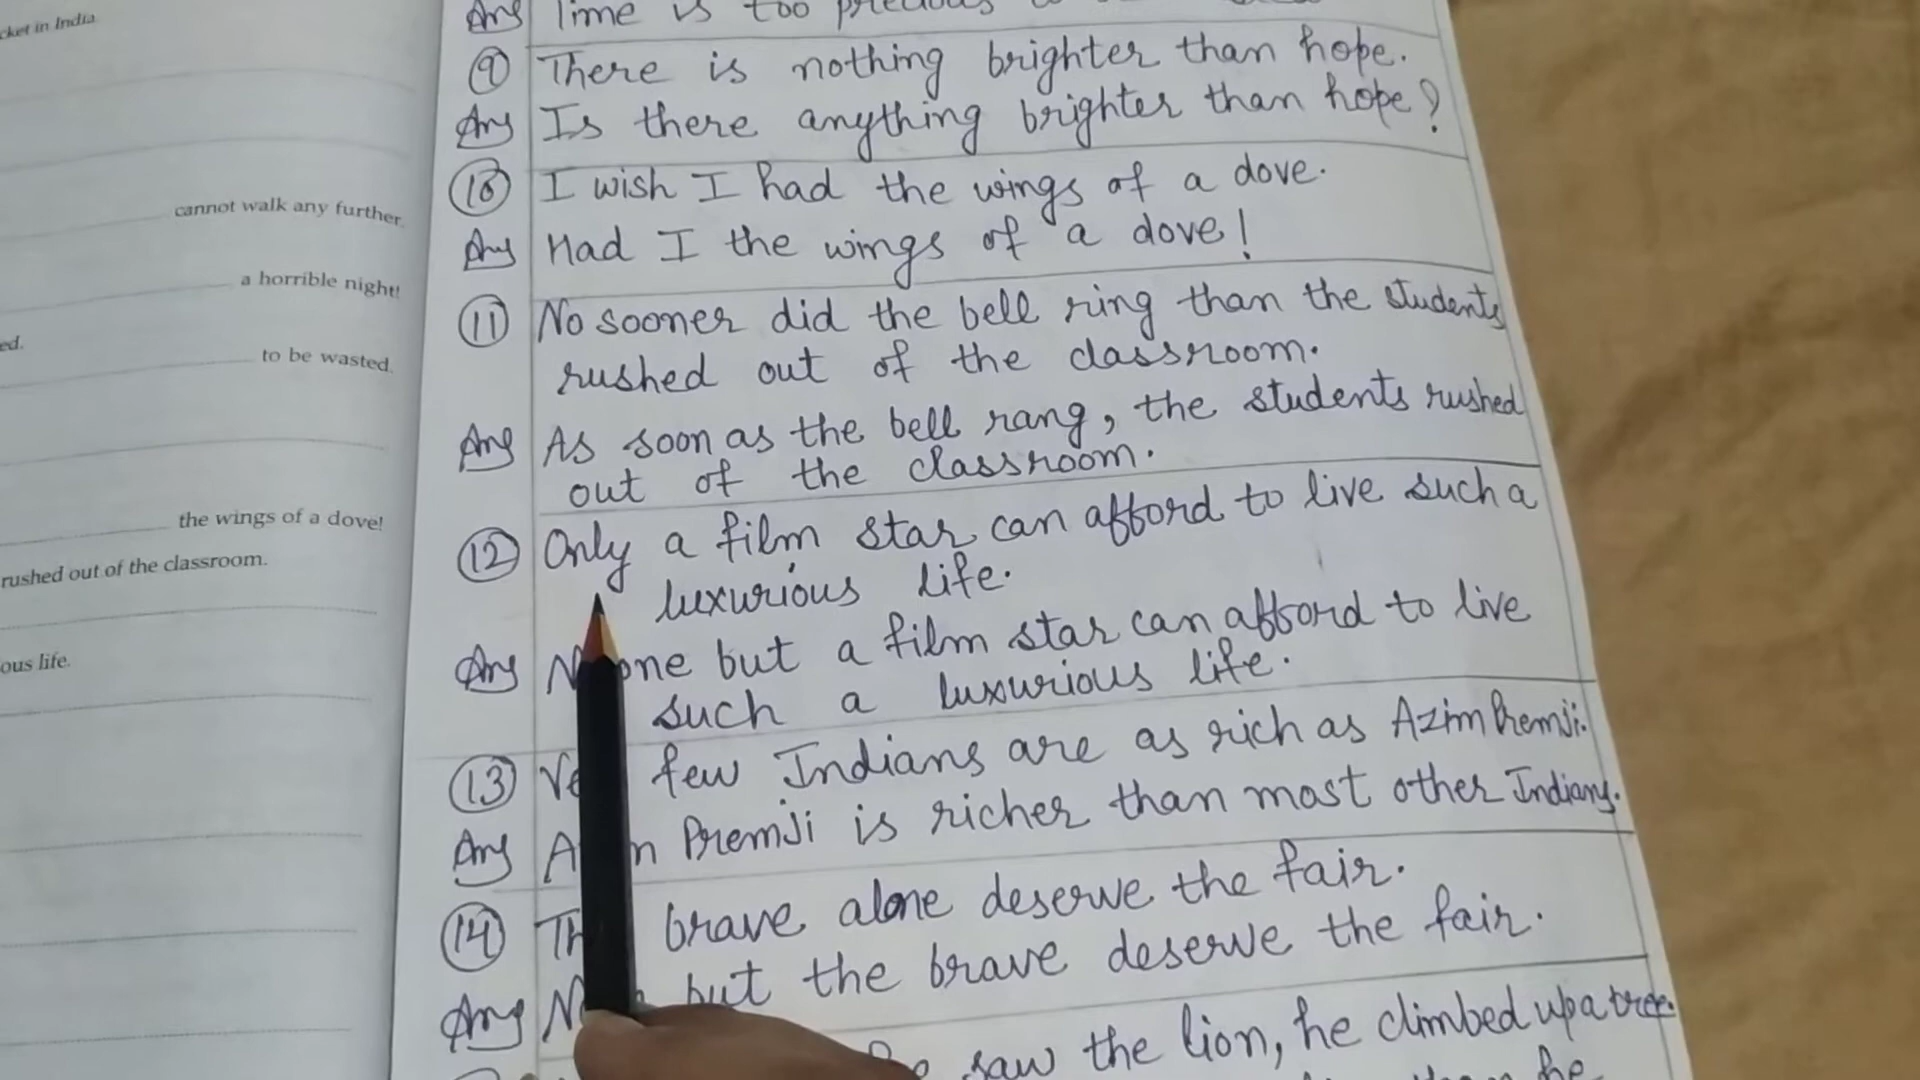 cket in India
cannot walk any further.
a horrible night!
ed.
to be wasted.
the wings of a dove!
rushed out of the classroom.
ous life.
Ans Time is too precious
(9) There is nothing brighter than hope.
Ans Is there anything brighter than hope?
(10) I wish I had the wings of a dove.
Ans Had I the wings of a dove!
(11) No sooner did the bell ring than the students
rushed out of the classroom.
Ans As soon as the bell rang, the students rushed
out of the classroom.
(12) Only a film star can afford to live such a
luxurious life.
Ans None but a film star can afford to live
such a luxurious life.
(13) Ve few Indians are as rich as Azim Premji.
Ans A m Premji is richer than most other Indians.
(14) Th brave alone deserve the fair.
Ans N but the brave deserve the fair.
saw the lion, he climbed up a tree.
he